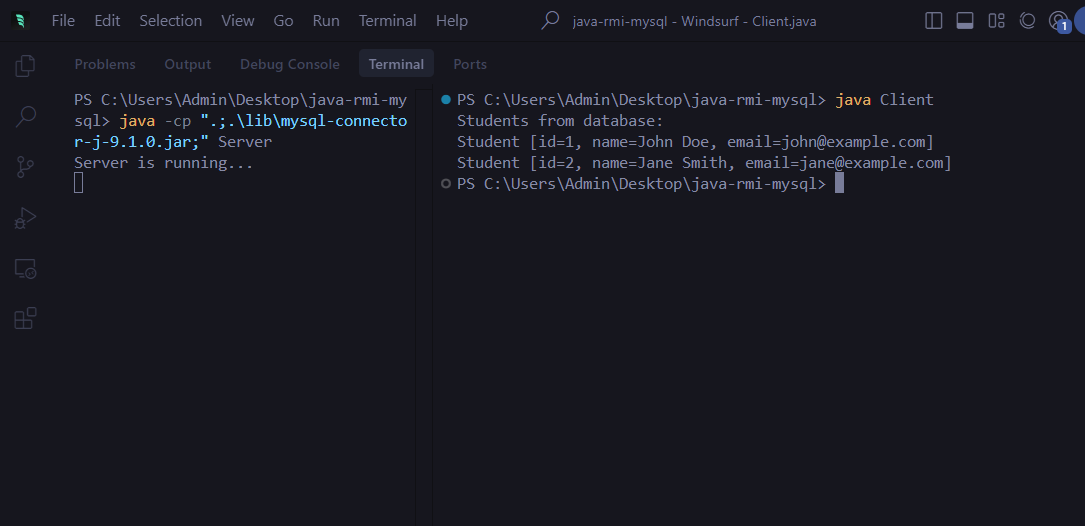 File Edit Selection View Go Run Terminal Help
java-rmi-mysql - Windsurf - Client.java
1
Problems Output Debug Console Terminal Ports
PS C:\Users\Admin\Desktop\java-rmi-my
sql> java -cp ".;.\lib\mysql-connecto
r-j-9.1.0.jar;" Server
Server is running...
PS C:\Users\Admin\Desktop\java-rmi-mysql> java Client
Students from database:
Student [id=1, name=John Doe, email=john@example.com]
Student [id=2, name=Jane Smith, email=jane@example.com]
PS C:\Users\Admin\Desktop\java-rmi-mysql>